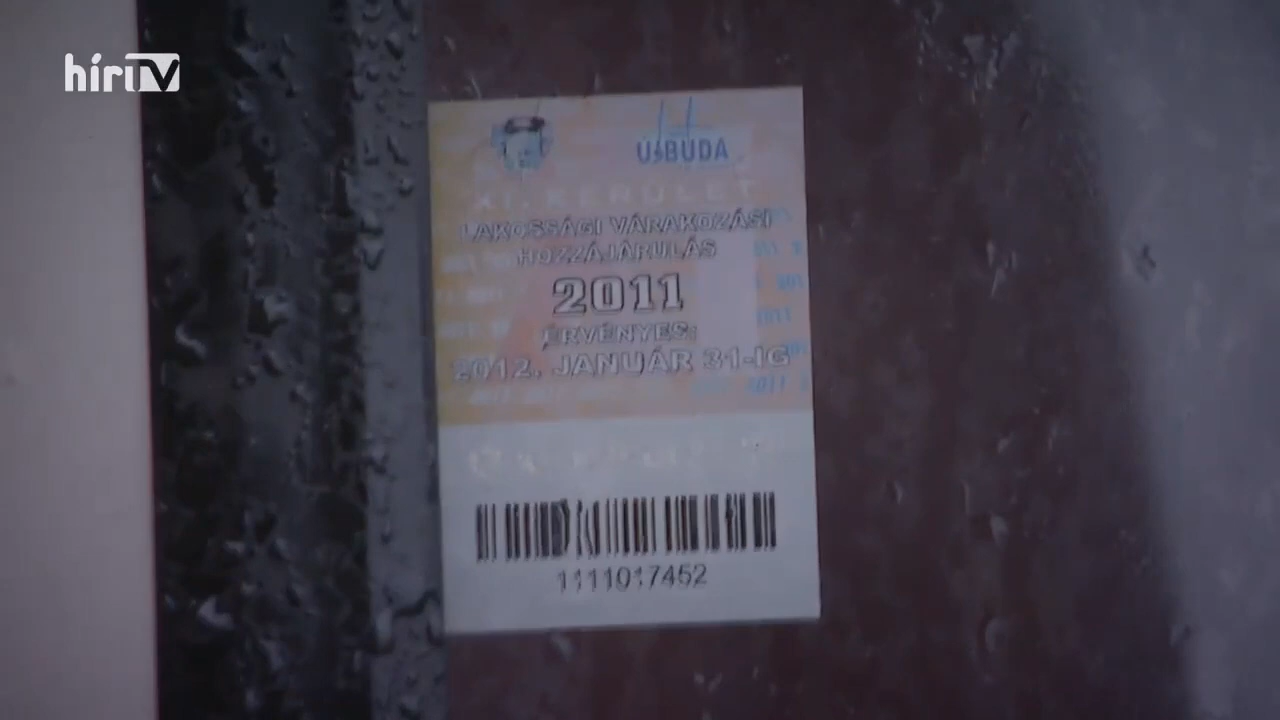 hírTV
ÚJBUDA
XI. KERÜLET
LAKOSSÁGI VÁRAKOZÁSI
HOZZÁJÁRULÁS
2011
ÉRVÉNYES:
2012. JANUÁR 31-IG
1111017452